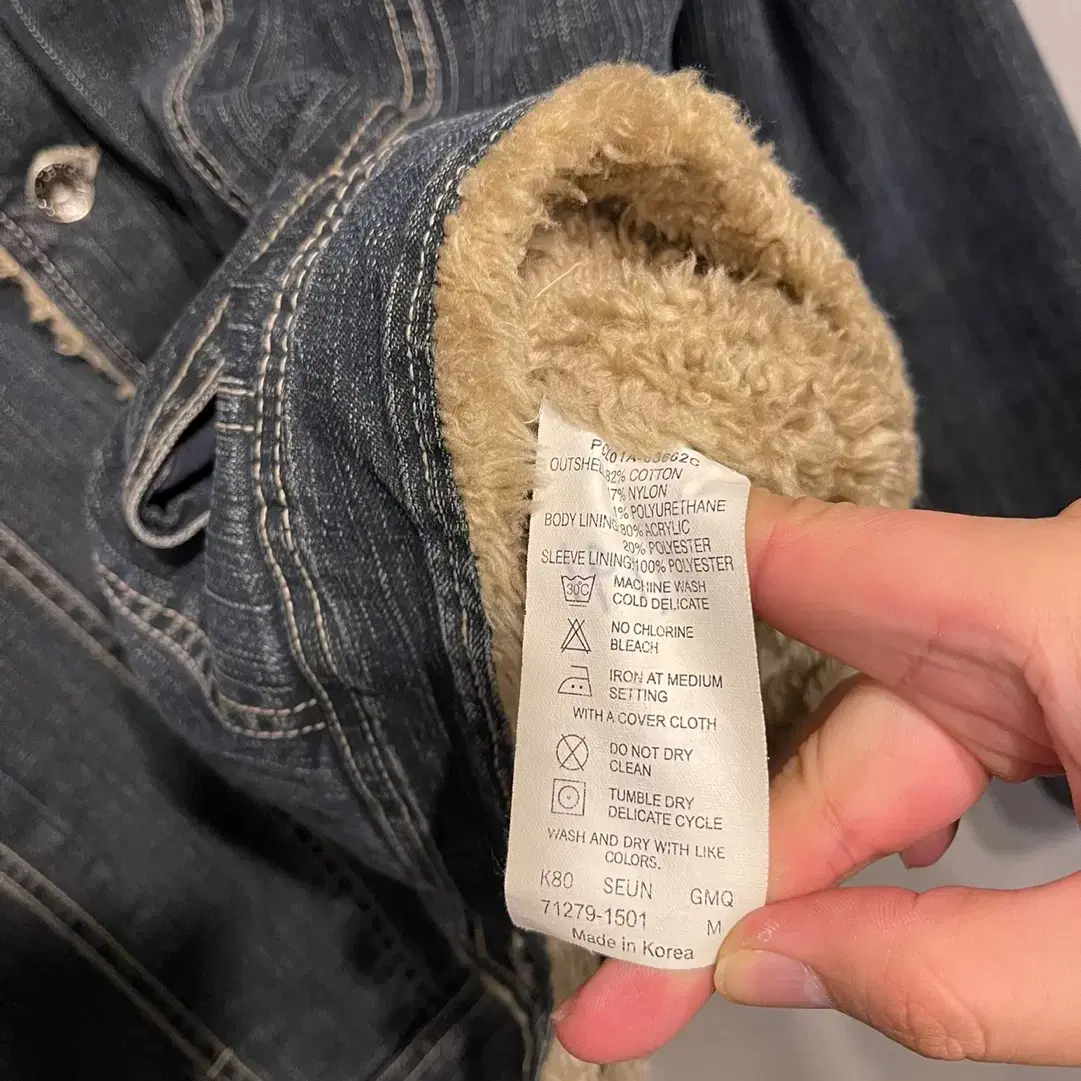 OUTSHEL 82% COTTON
17% NYLON
1% POLYURETHANE
BODY LINING:80% ACRYLIC
20% POLYESTER
SLEEVE LINING:100% POLYESTER
30°C
MACHINE WASH
COLD DELICATE
NO CHLORINE
BLEACH
IRON AT MEDIUM
SETTING
WITH A COVER CLOTH
DO NOT DRY
CLEAN
TUMBLE DRY
DELICATE CYCLE
WASH AND DRY WITH LIKE
COLORS.
K80 SEUN GMQ
71279-1501 M
Made in Korea